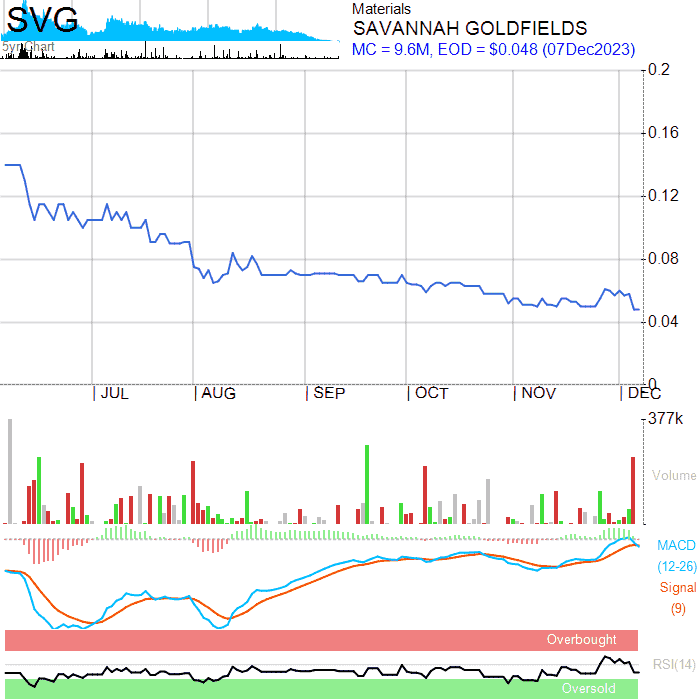 SVG
5yr Chart
Materials
SAVANNAH GOLDFIELDS
MC = 9.6M, EOD = $0.048 (07Dec2023)
0.2
0.16
0.12
0.08
0.04
0
JUL AUG SEP OCT NOV DEC
377k
Volume
MACD
(12-26)
Signal
(9)
Overbought
RSI(14)
Oversold